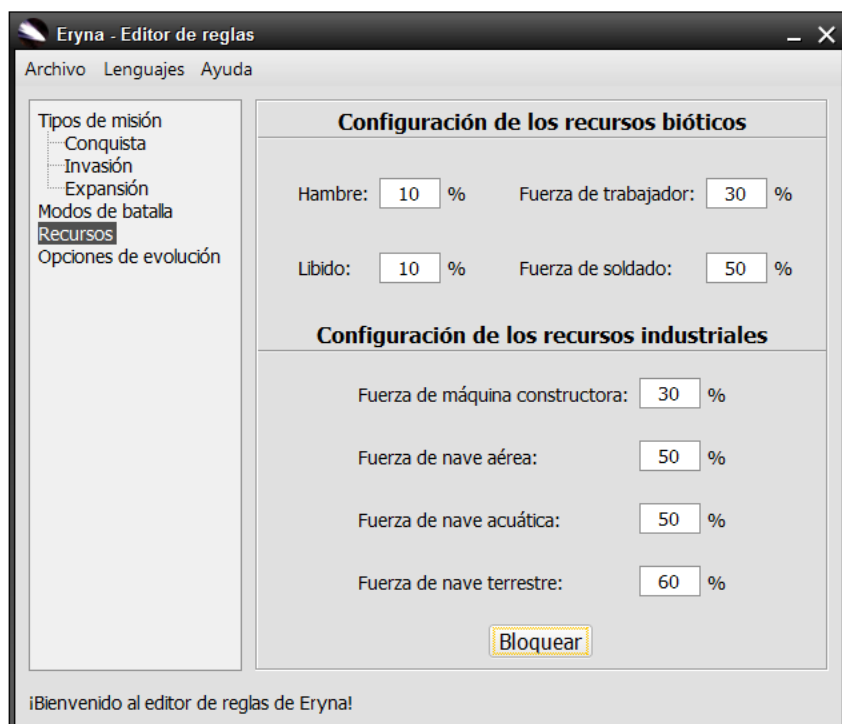 Eryna - Editor de reglas
Archivo Lenguajes Ayuda
Tipos de misión
Conquista
Invasión
Expansión
Modos de batalla
Recursos
Opciones de evolución
Configuración de los recursos bióticos
Hambre: 10 % Fuerza de trabajador: 30 %
Libido: 10 % Fuerza de soldado: 50 %
Configuración de los recursos industriales
Fuerza de máquina constructora: 30 %
Fuerza de nave aérea: 50 %
Fuerza de nave acuática: 50 %
Fuerza de nave terrestre: 60 %
Bloquear
¡Bienvenido al editor de reglas de Eryna!